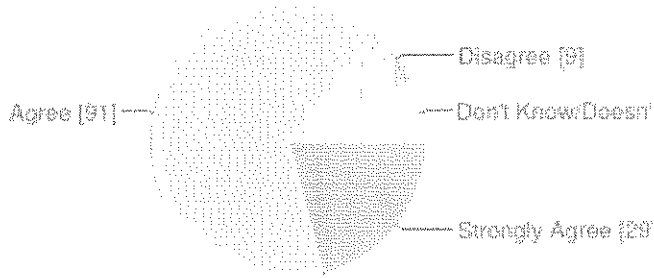 Disagree [9]
Agree [91]
Don't Know/Doesn'
Strongly Agree [29